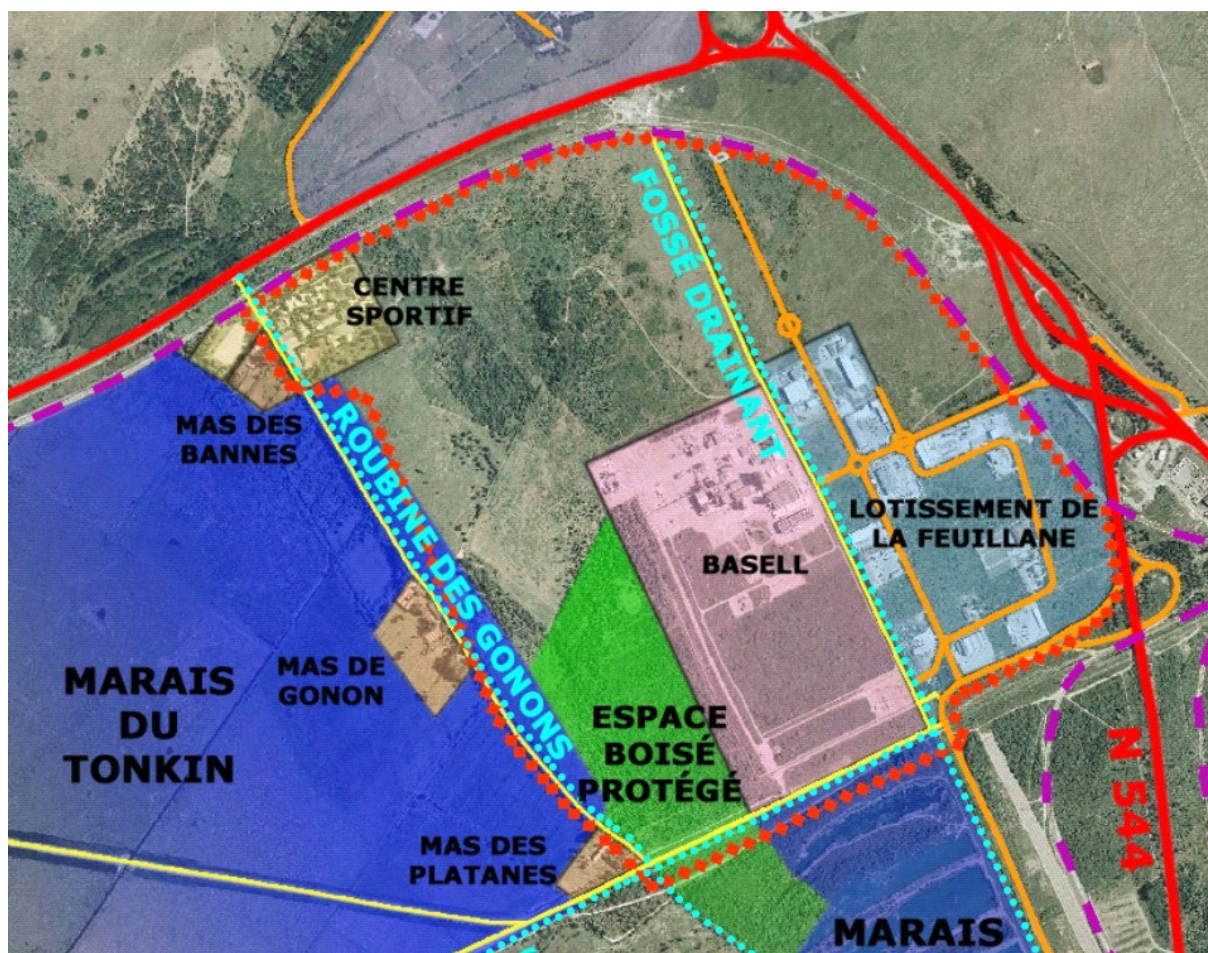 CENTRE
SPORTIF
FOSSÉ DRAINANT
MAS DES
BANNES
ROUBINE DES GONONS
LOTISSEMENT DE
LA FEUILLANE
BASELL
MAS DE
GONON
MARAIS
DU
TONKIN
ESPACE
BOISÉ
PROTÉGÉ
N 544
MAS DES
PLATANES
MARAIS